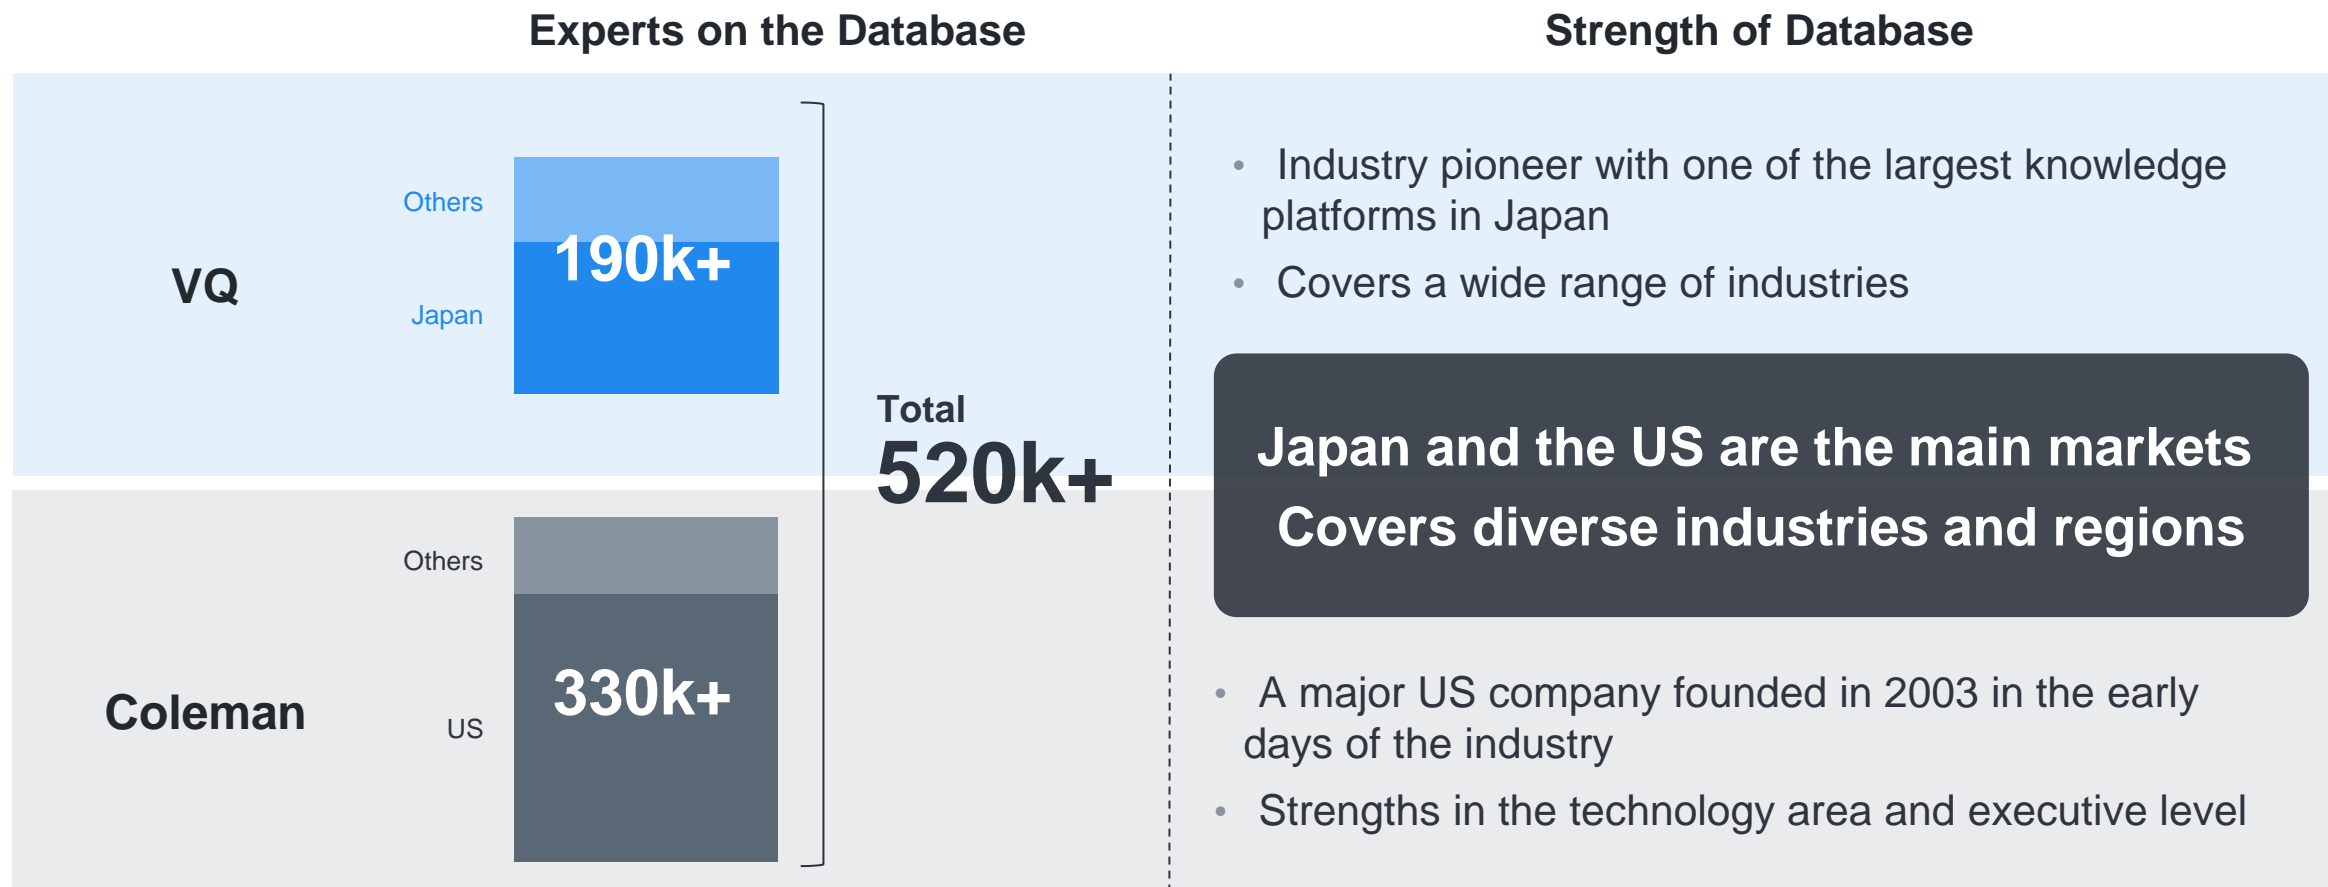 Experts on the Database
Strength of Database
VQ
Others
Japan
190k+
Total
520k+
• Industry pioneer with one of the largest knowledge
platforms in Japan
• Covers a wide range of industries
Japan and the US are the main markets
Covers diverse industries and regions
Coleman
Others
US
330k+
• A major US company founded in 2003 in the early
days of the industry
• Strengths in the technology area and executive level